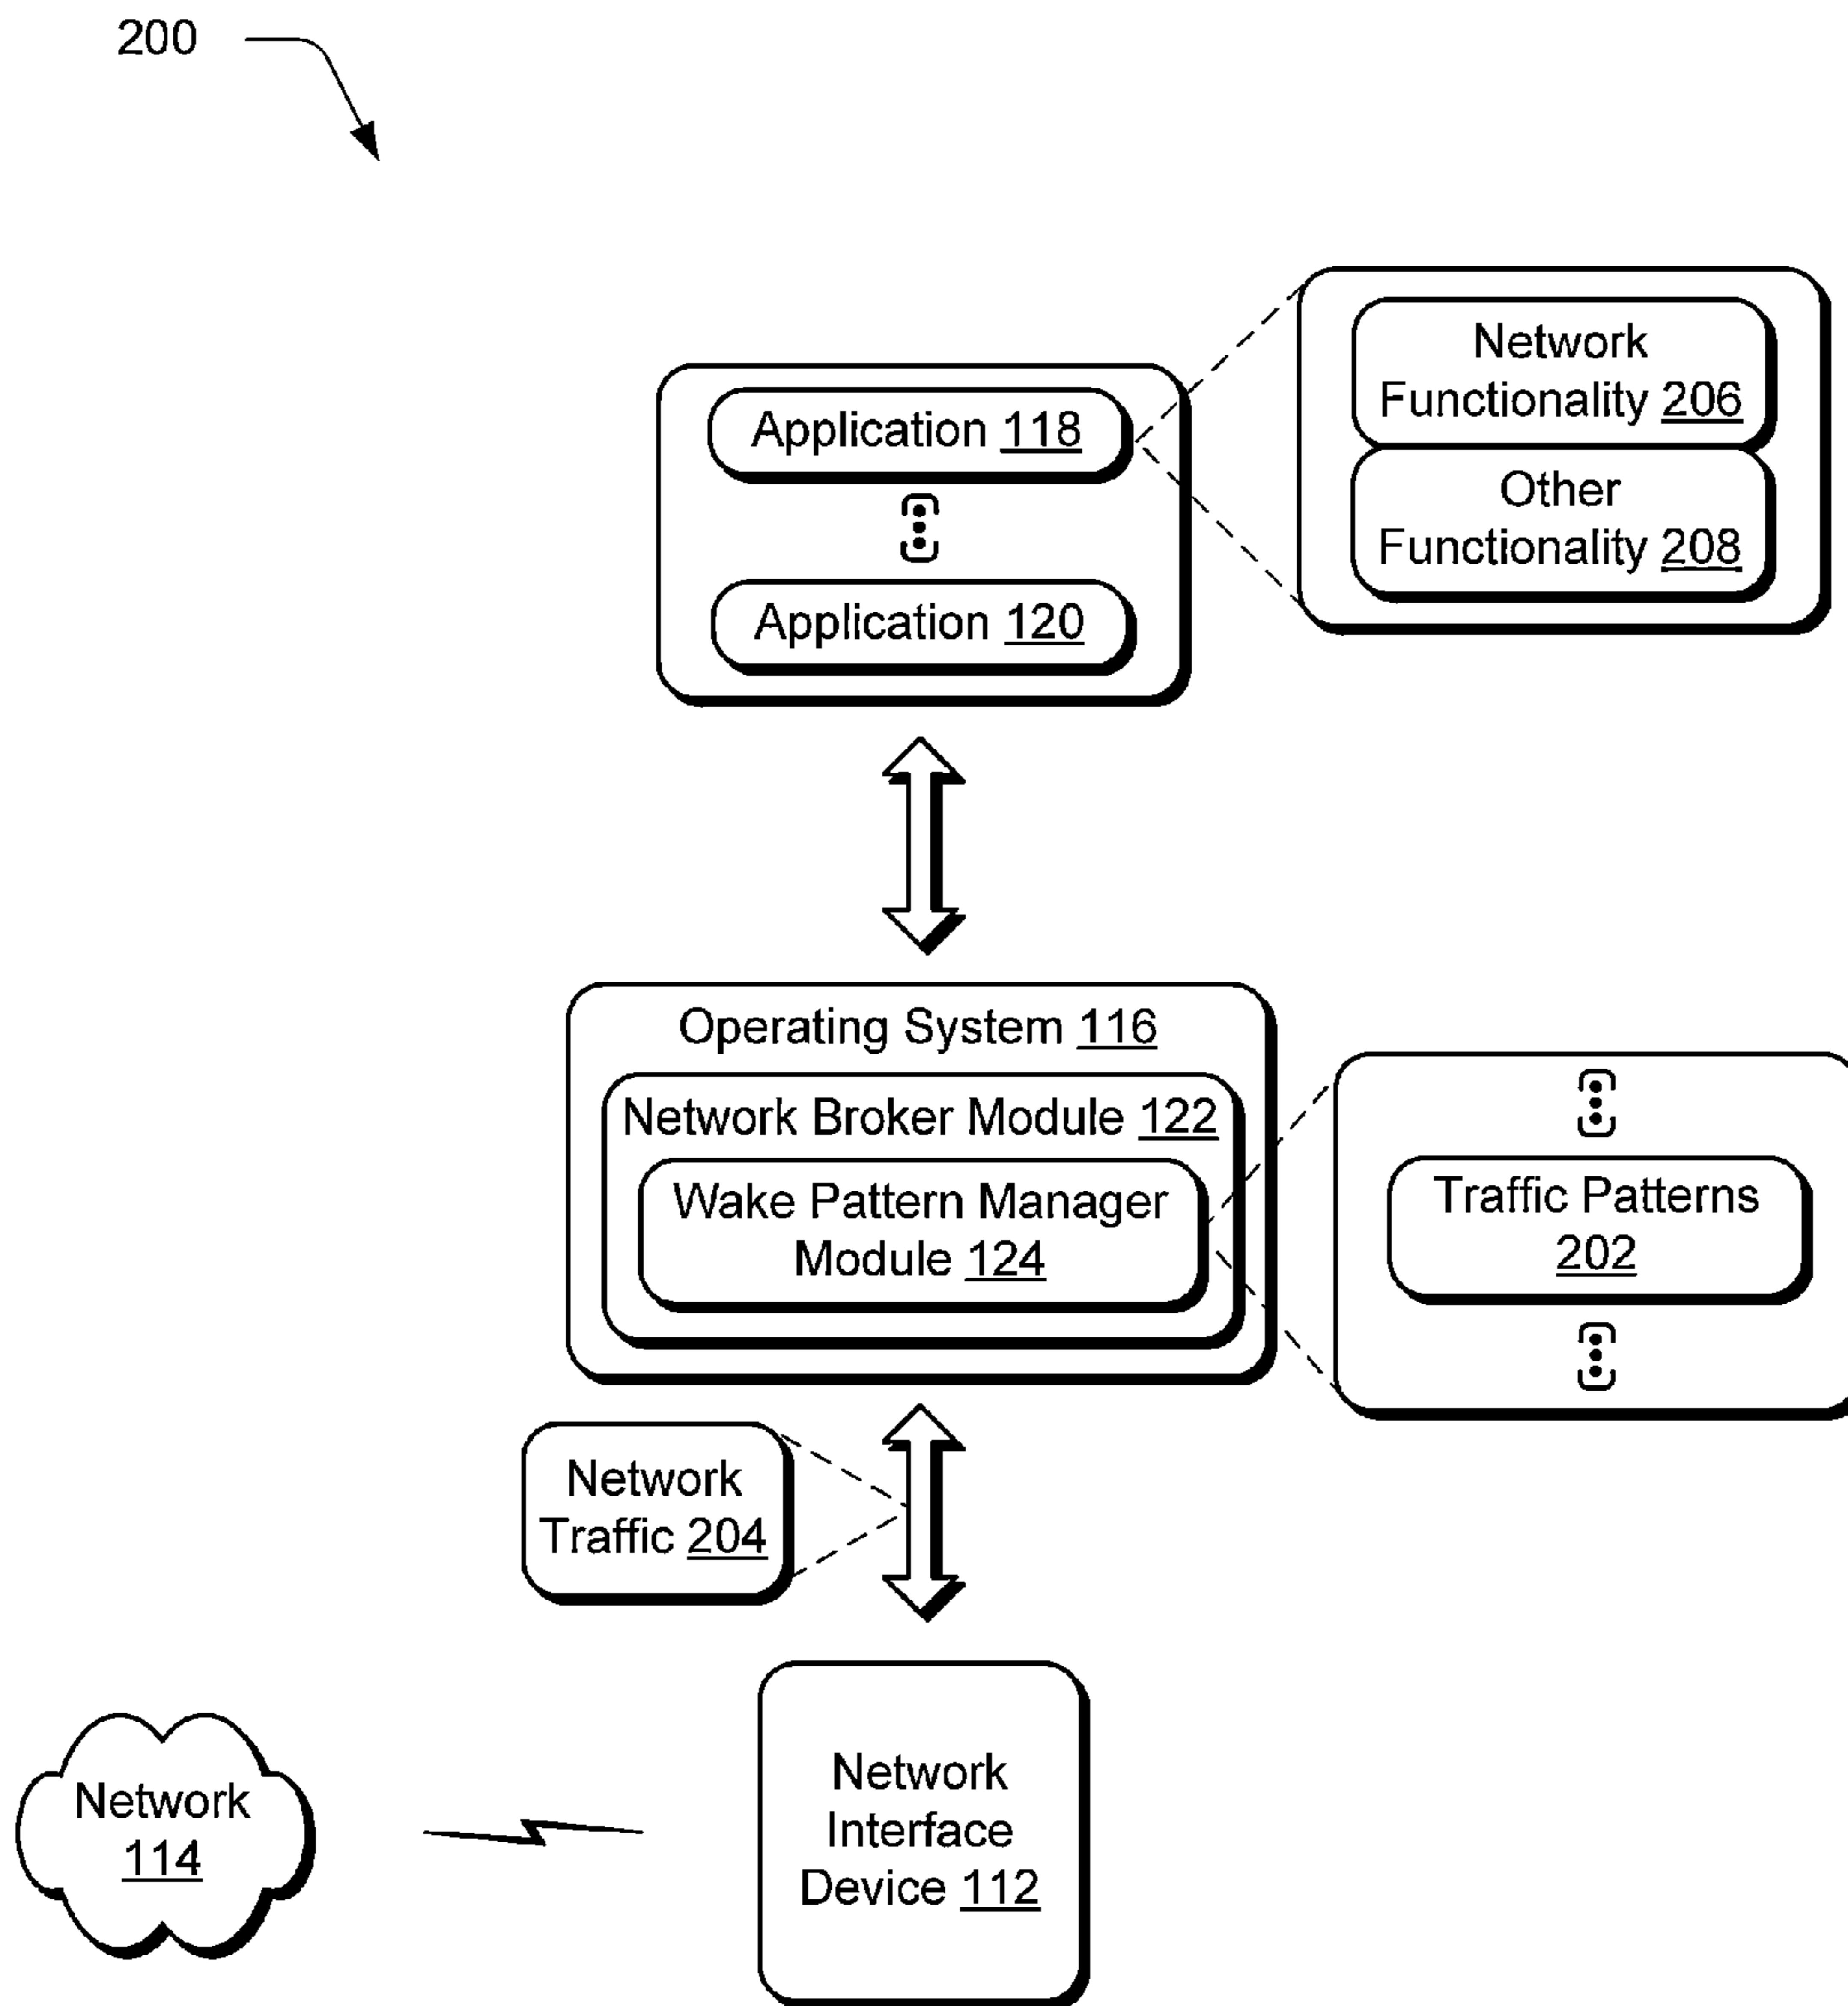 200
Network
Functionality 206
Other
Functionality 208
Application 118
Application 120
Operating System 116
Network Broker Module 122
Wake Pattern Manager
Module 124
Traffic Patterns
202
Network
Traffic 204
Network
114
Network
Interface
Device 112